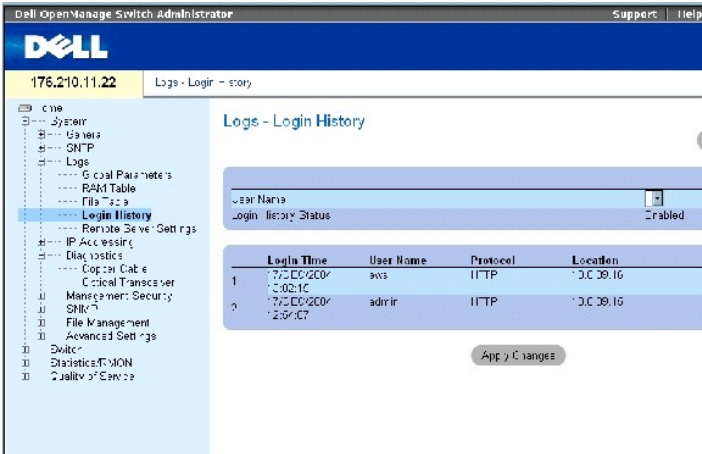 Dell OpenManage Switch Administrator
Support | Help
DELL
176.210.11.22
Logs - Login History
Home
System
General
SNTP
Logs
Global Parameters
RAM Table
File Table
Login History
Remote Server Settings
IP Addressing
Diagnostics
Copper Cable
Optical Transceiver
Management Security
SNMP
File Management
Advanced Settings
Switch
Statistics/RMON
Quality of Service
Logs - Login History
User Name
Login History Status Enabled
Login Time User Name Protocol Location
1 HTTP
2 admin HTTP
Apply Changes